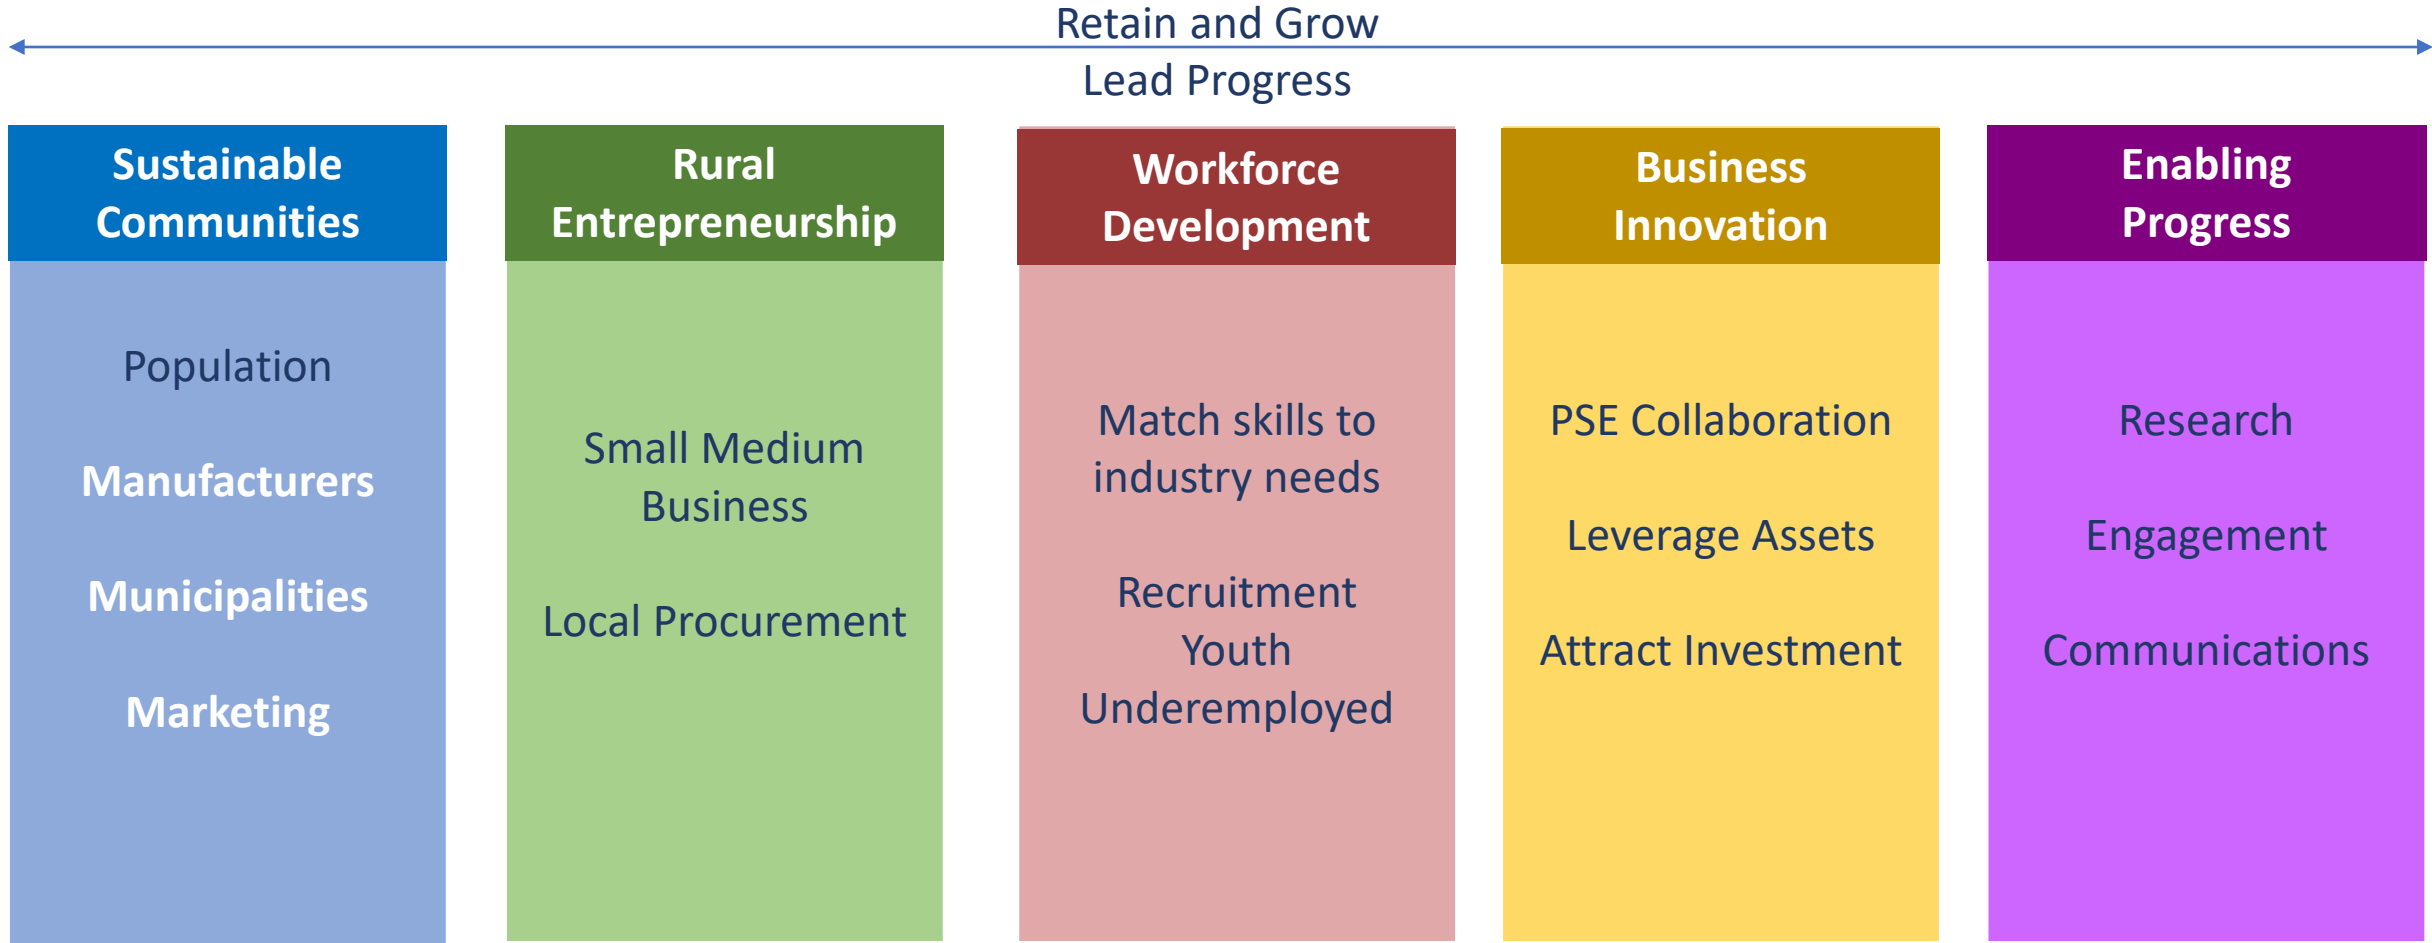 Retain and Grow
Lead Progress
Sustainable
Communities
Population
Manufacturers
Municipalities
Marketing
Rural
Entrepreneurship
Small Medium
Business
Local Procurement
Workforce
Development
Match skills to
industry needs
Recruitment
Youth
Underemployed
Business
Innovation
PSE Collaboration
Leverage Assets
Attract Investment
Enabling
Progress
Research
Engagement
Communications